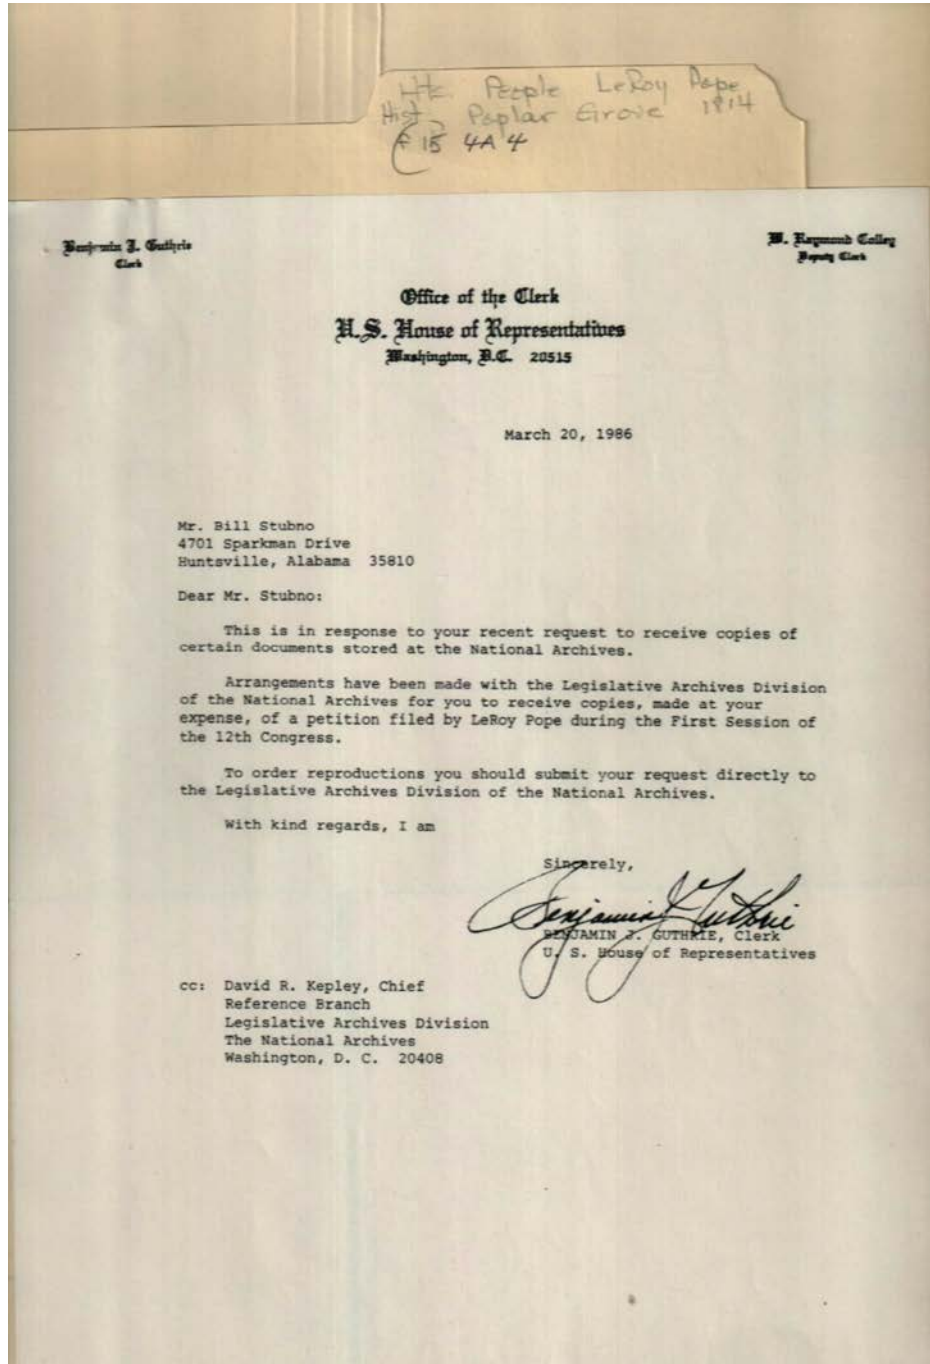 People LeRoy Pope
Hist. Poplar Grove 1814
15 4A 4
Benjamin J. Guthrie
Clerk
W. Raymond Colley
Deputy Clerk
Office of the Clerk
U.S. House of Representatives
Washington, D.C. 20515
March 20, 1986
Mr. Bill Stubno
4701 Sparkman Drive
Huntsville, Alabama 35810
Dear Mr. Stubno:
This is in response to your recent request to receive copies of
certain documents stored at the National Archives.
Arrangements have been made with the Legislative Archives Division
of the National Archives for you to receive copies, made at your
expense, of a petition filed by LeRoy Pope during the First Session of
the 12th Congress.
To order reproductions you should submit your request directly to
the Legislative Archives Division of the National Archives.
With kind regards, I am
Sincerely,
Benjamin J. Guthrie
BENJAMIN J. GUTHRIE, Clerk
U. S. House of Representatives
cc: David R. Kepley, Chief
Reference Branch
Legislative Archives Division
The National Archives
Washington, D. C. 20408